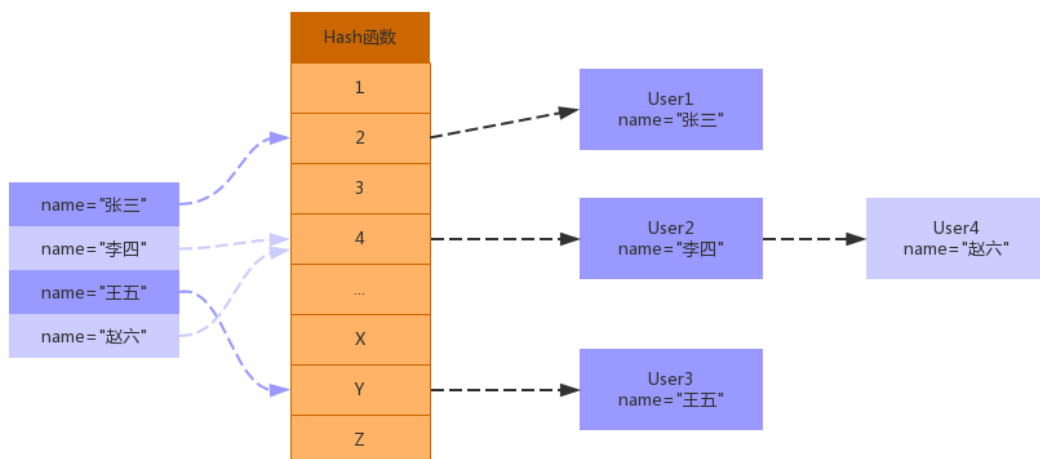 Hash函数
1
2
3
4
...
X
Y
Z
name="张三"
name="李四"
name="王五"
name="赵六"
User1
name="张三"
User2
name="李四"
User4
name="赵六"
User3
name="王五"